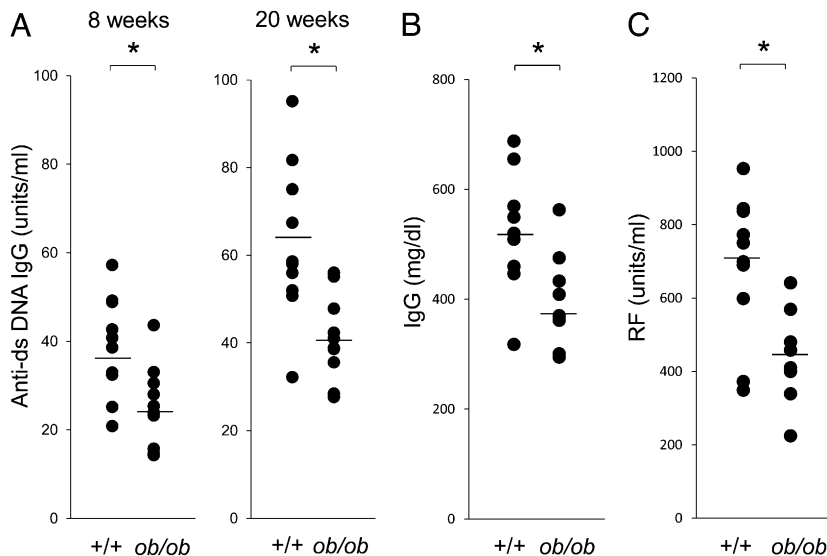 A
8 weeks
20 weeks
*
*
Anti-ds DNA IgG (units/ml)
100
80
60
40
20
0
+/+
ob/ob
100
80
60
40
20
0
+/+
ob/ob
B
*
IgG (mg/dl)
800
600
400
200
0
+/+
ob/ob
C
*
RF (units/ml)
1200
1000
800
600
400
200
0
+/+
ob/ob